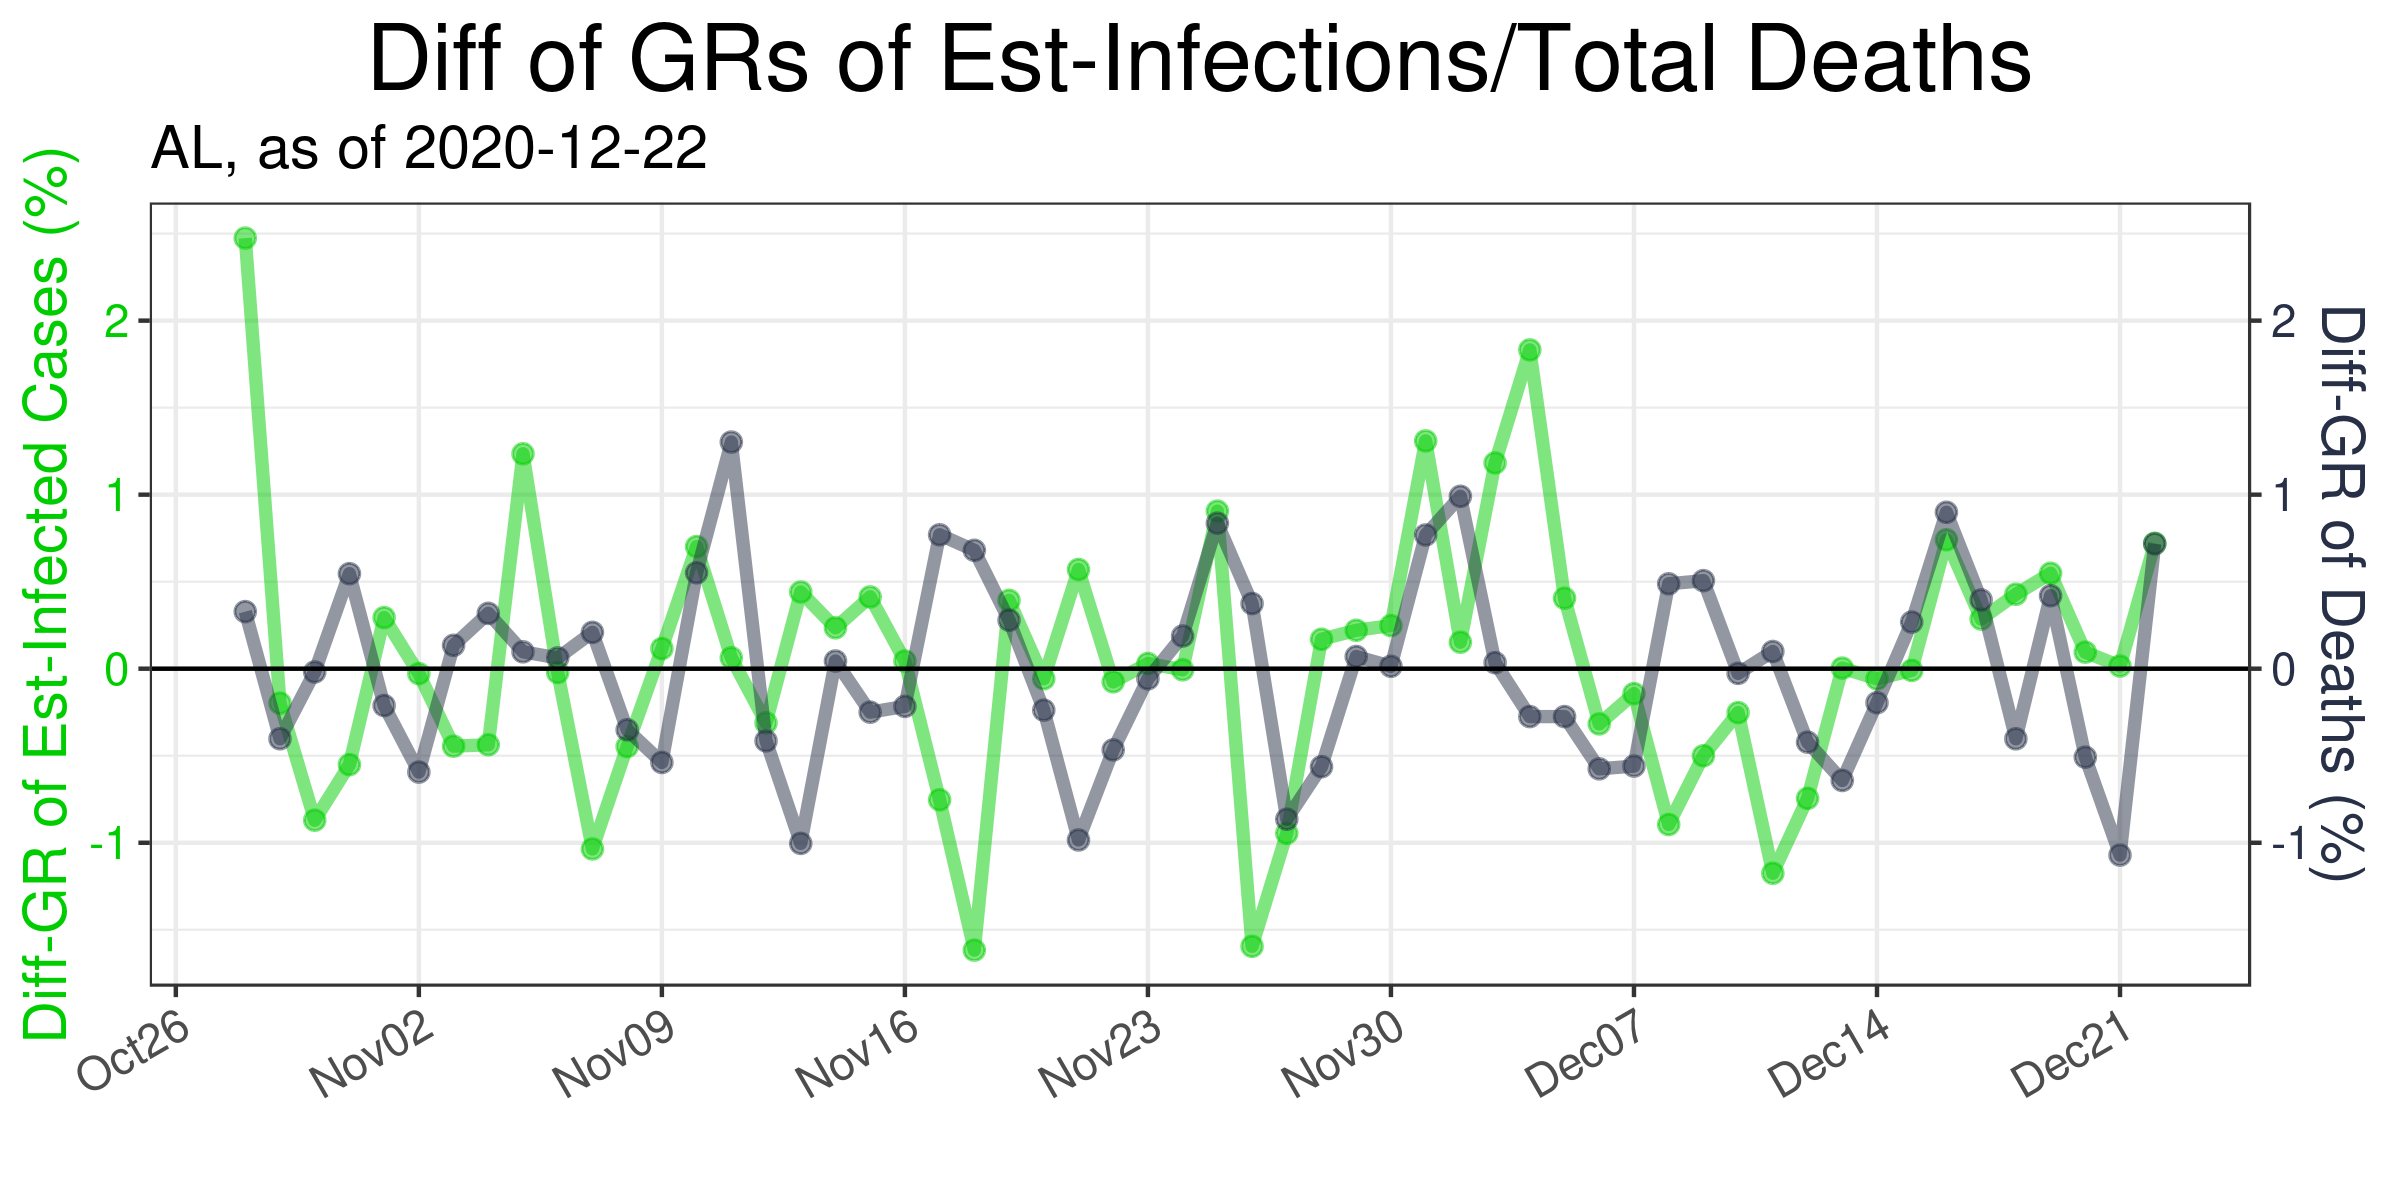 Diff of GRs of Est-Infections/Total Deaths
AL, as of 2020-12-22
Diff-GR of Est-Infected Cases (%)
2
1
0
-1
2
1
0
-1
Diff-GR of Deaths (%)
Oct26
Nov02
Nov09
Nov16
Nov23
Nov30
Dec07
Dec14
Dec21